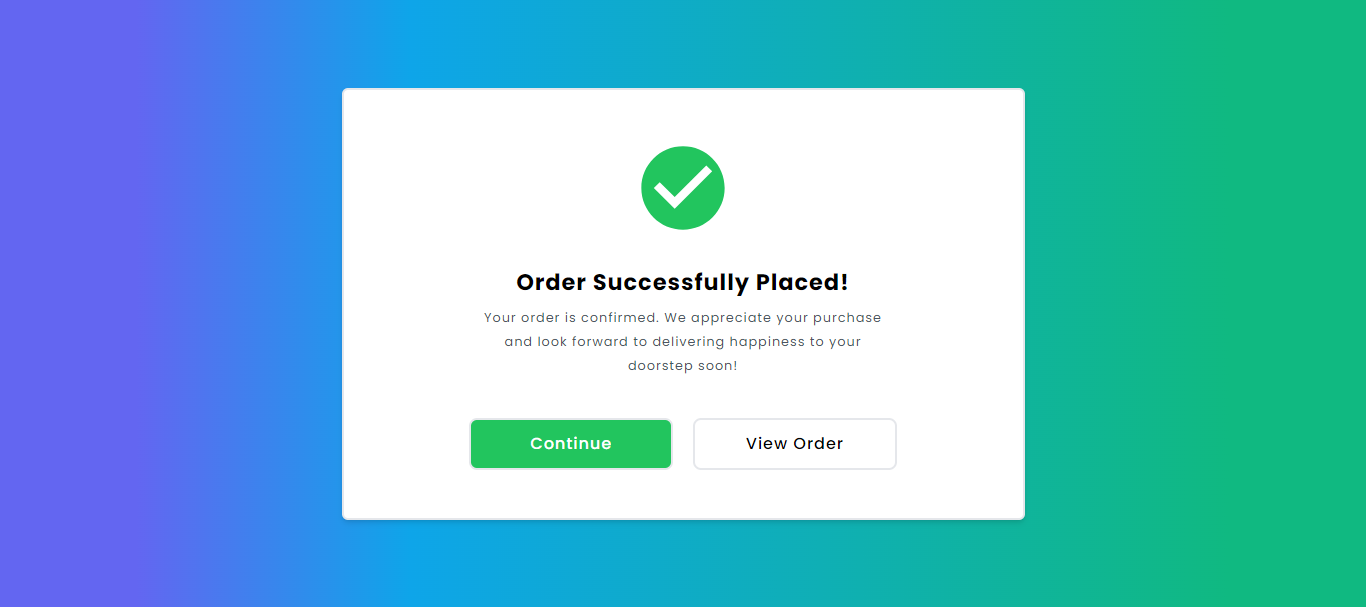 Order Successfully Placed!
Your order is confirmed. We appreciate your purchase
and look forward to delivering happiness to your
doorstep soon!
Continue
View Order